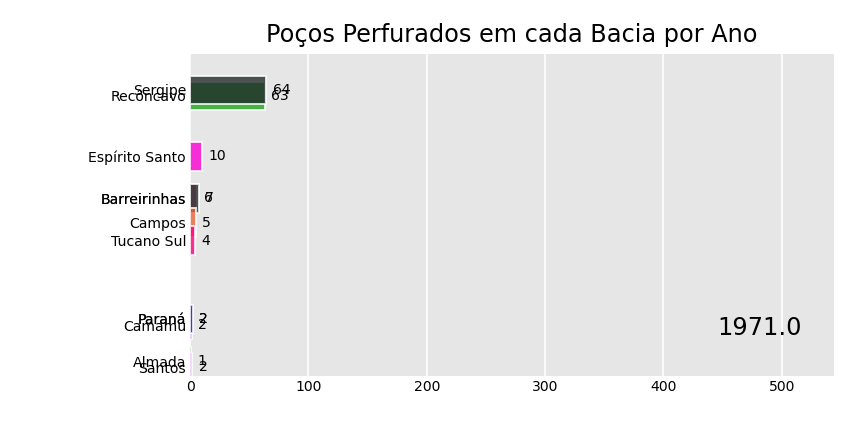 Poços Perfurados em cada Bacia por Ano
Sergipe 64
Recôncavo 63
Espírito Santo 10
Barreirinhas 6
Campos 5
Tucano Sul 4
Paraná 2
Camamu 2
1971.0
Almada 1
Santos 2
0 100 200 300 400 500